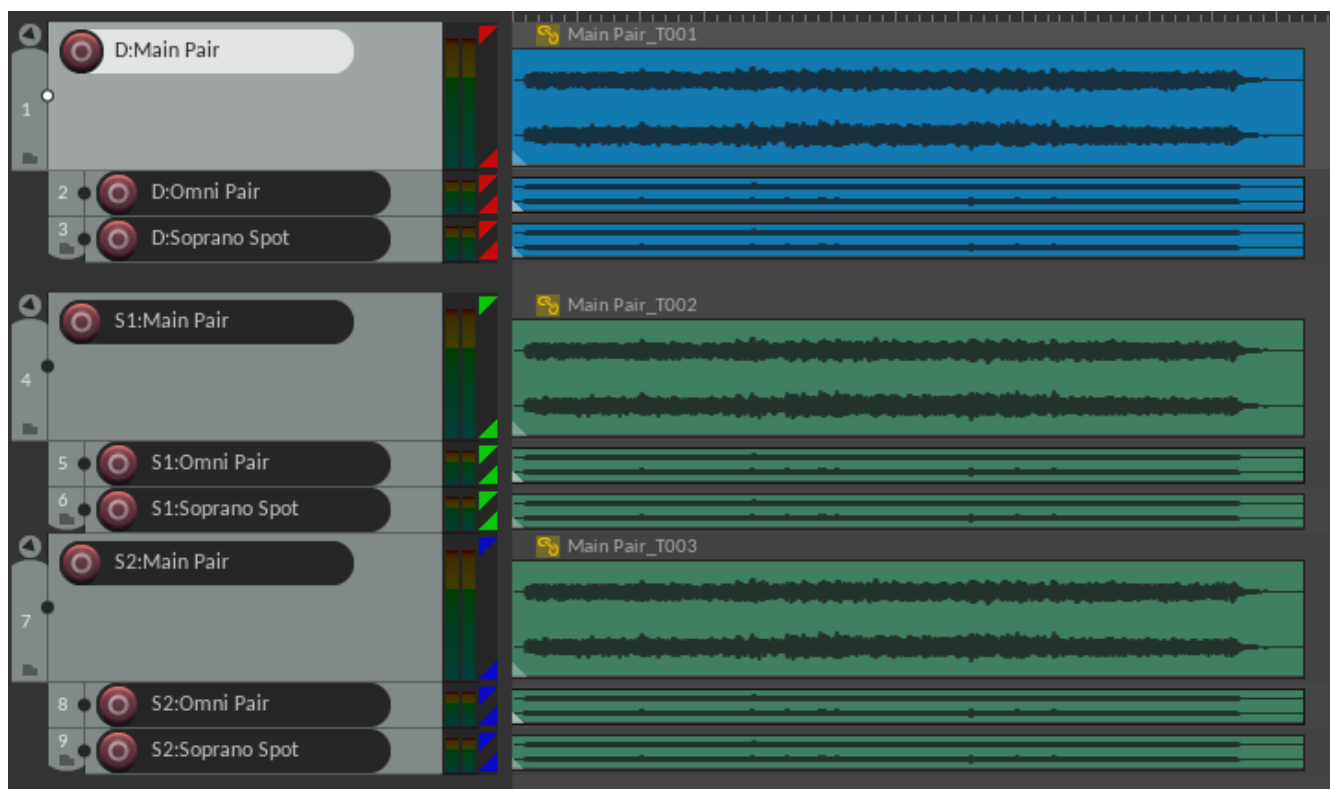 D:Main Pair
Main Pair_T001
1
2 D:Omni Pair
3 D:Soprano Spot
S1:Main Pair
Main Pair_T002
4
5 S1:Omni Pair
6 S1:Soprano Spot
S2:Main Pair
Main Pair_T003
7
8 S2:Omni Pair
9 S2:Soprano Spot